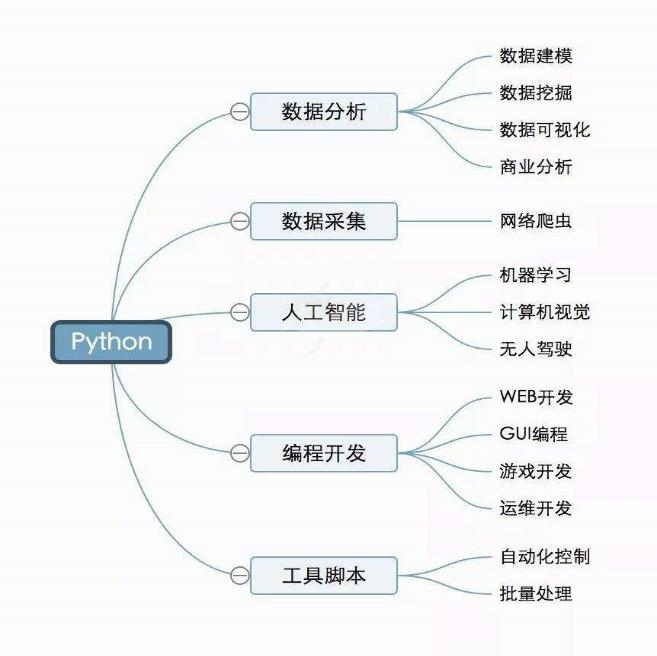 Python
数据分析
数据建模
数据挖掘
数据可视化
商业分析
数据采集
网络爬虫
人工智能
机器学习
计算机视觉
无人驾驶
编程开发
WEB开发
GUI编程
游戏开发
运维开发
工具脚本
自动化控制
批量处理